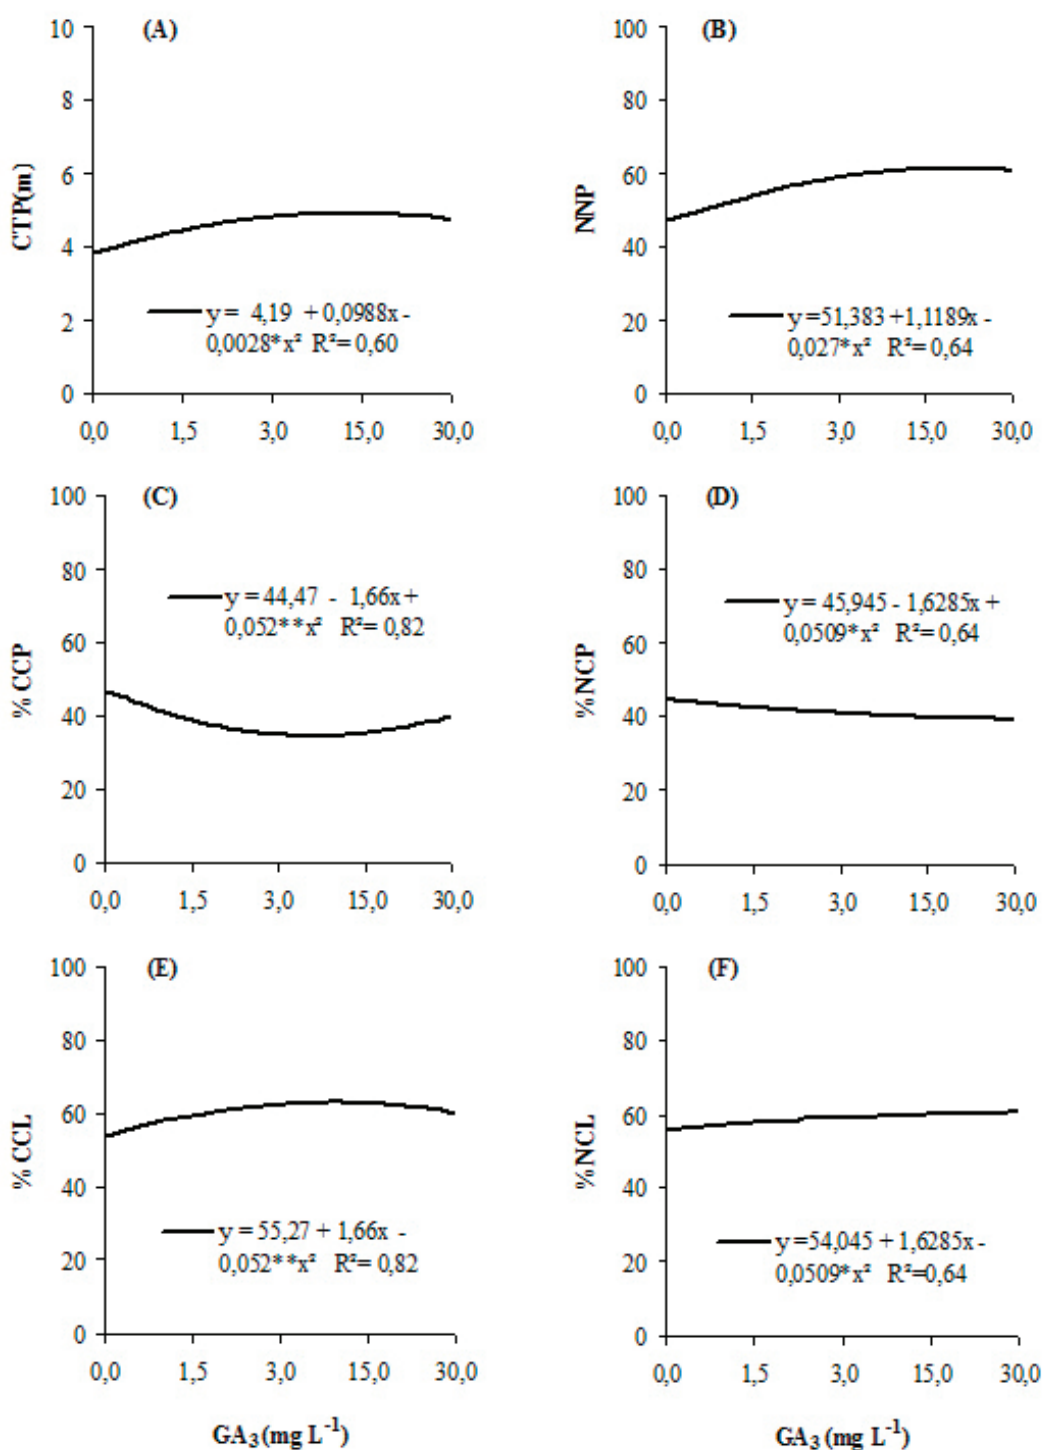 (A)
10
8
6
4
2
0
CTP(m)
y = 4,19 +0,0988x -
0,0028*x² R²= 0,60
0,0 1,5 3,0 15,0 30,0
(B)
100
80
60
40
20
0
NNP
y =51,383 +1,1189x -
0,027*x² R²= 0,64
0,0 1,5 3,0 15,0 30,0
(C)
100
80
60
40
20
0
% CCP
y = 44,47 - 1,66x +
0,052**x² R²= 0,82
0,0 1,5 3,0 15,0 30,0
(D)
100
80
60
40
20
0
%NCP
y = 45,945 - 1,6285x +
0,0509*x² R²= 0,64
0,0 1,5 3,0 15,0 30,0
(E)
100
80
60
40
20
0
% CCL
y = 55,27 + 1,66x -
0,052**x² R²= 0,82
0,0 1,5 3,0 15,0 30,0
GA₃ (mg L⁻¹)
(F)
100
80
60
40
20
0
%NCL
y =54,045 + 1,6285x -
0,0509*x² R²=0,64
0,0 1,5 3,0 15,0 30,0
GA₃ (mg L⁻¹)